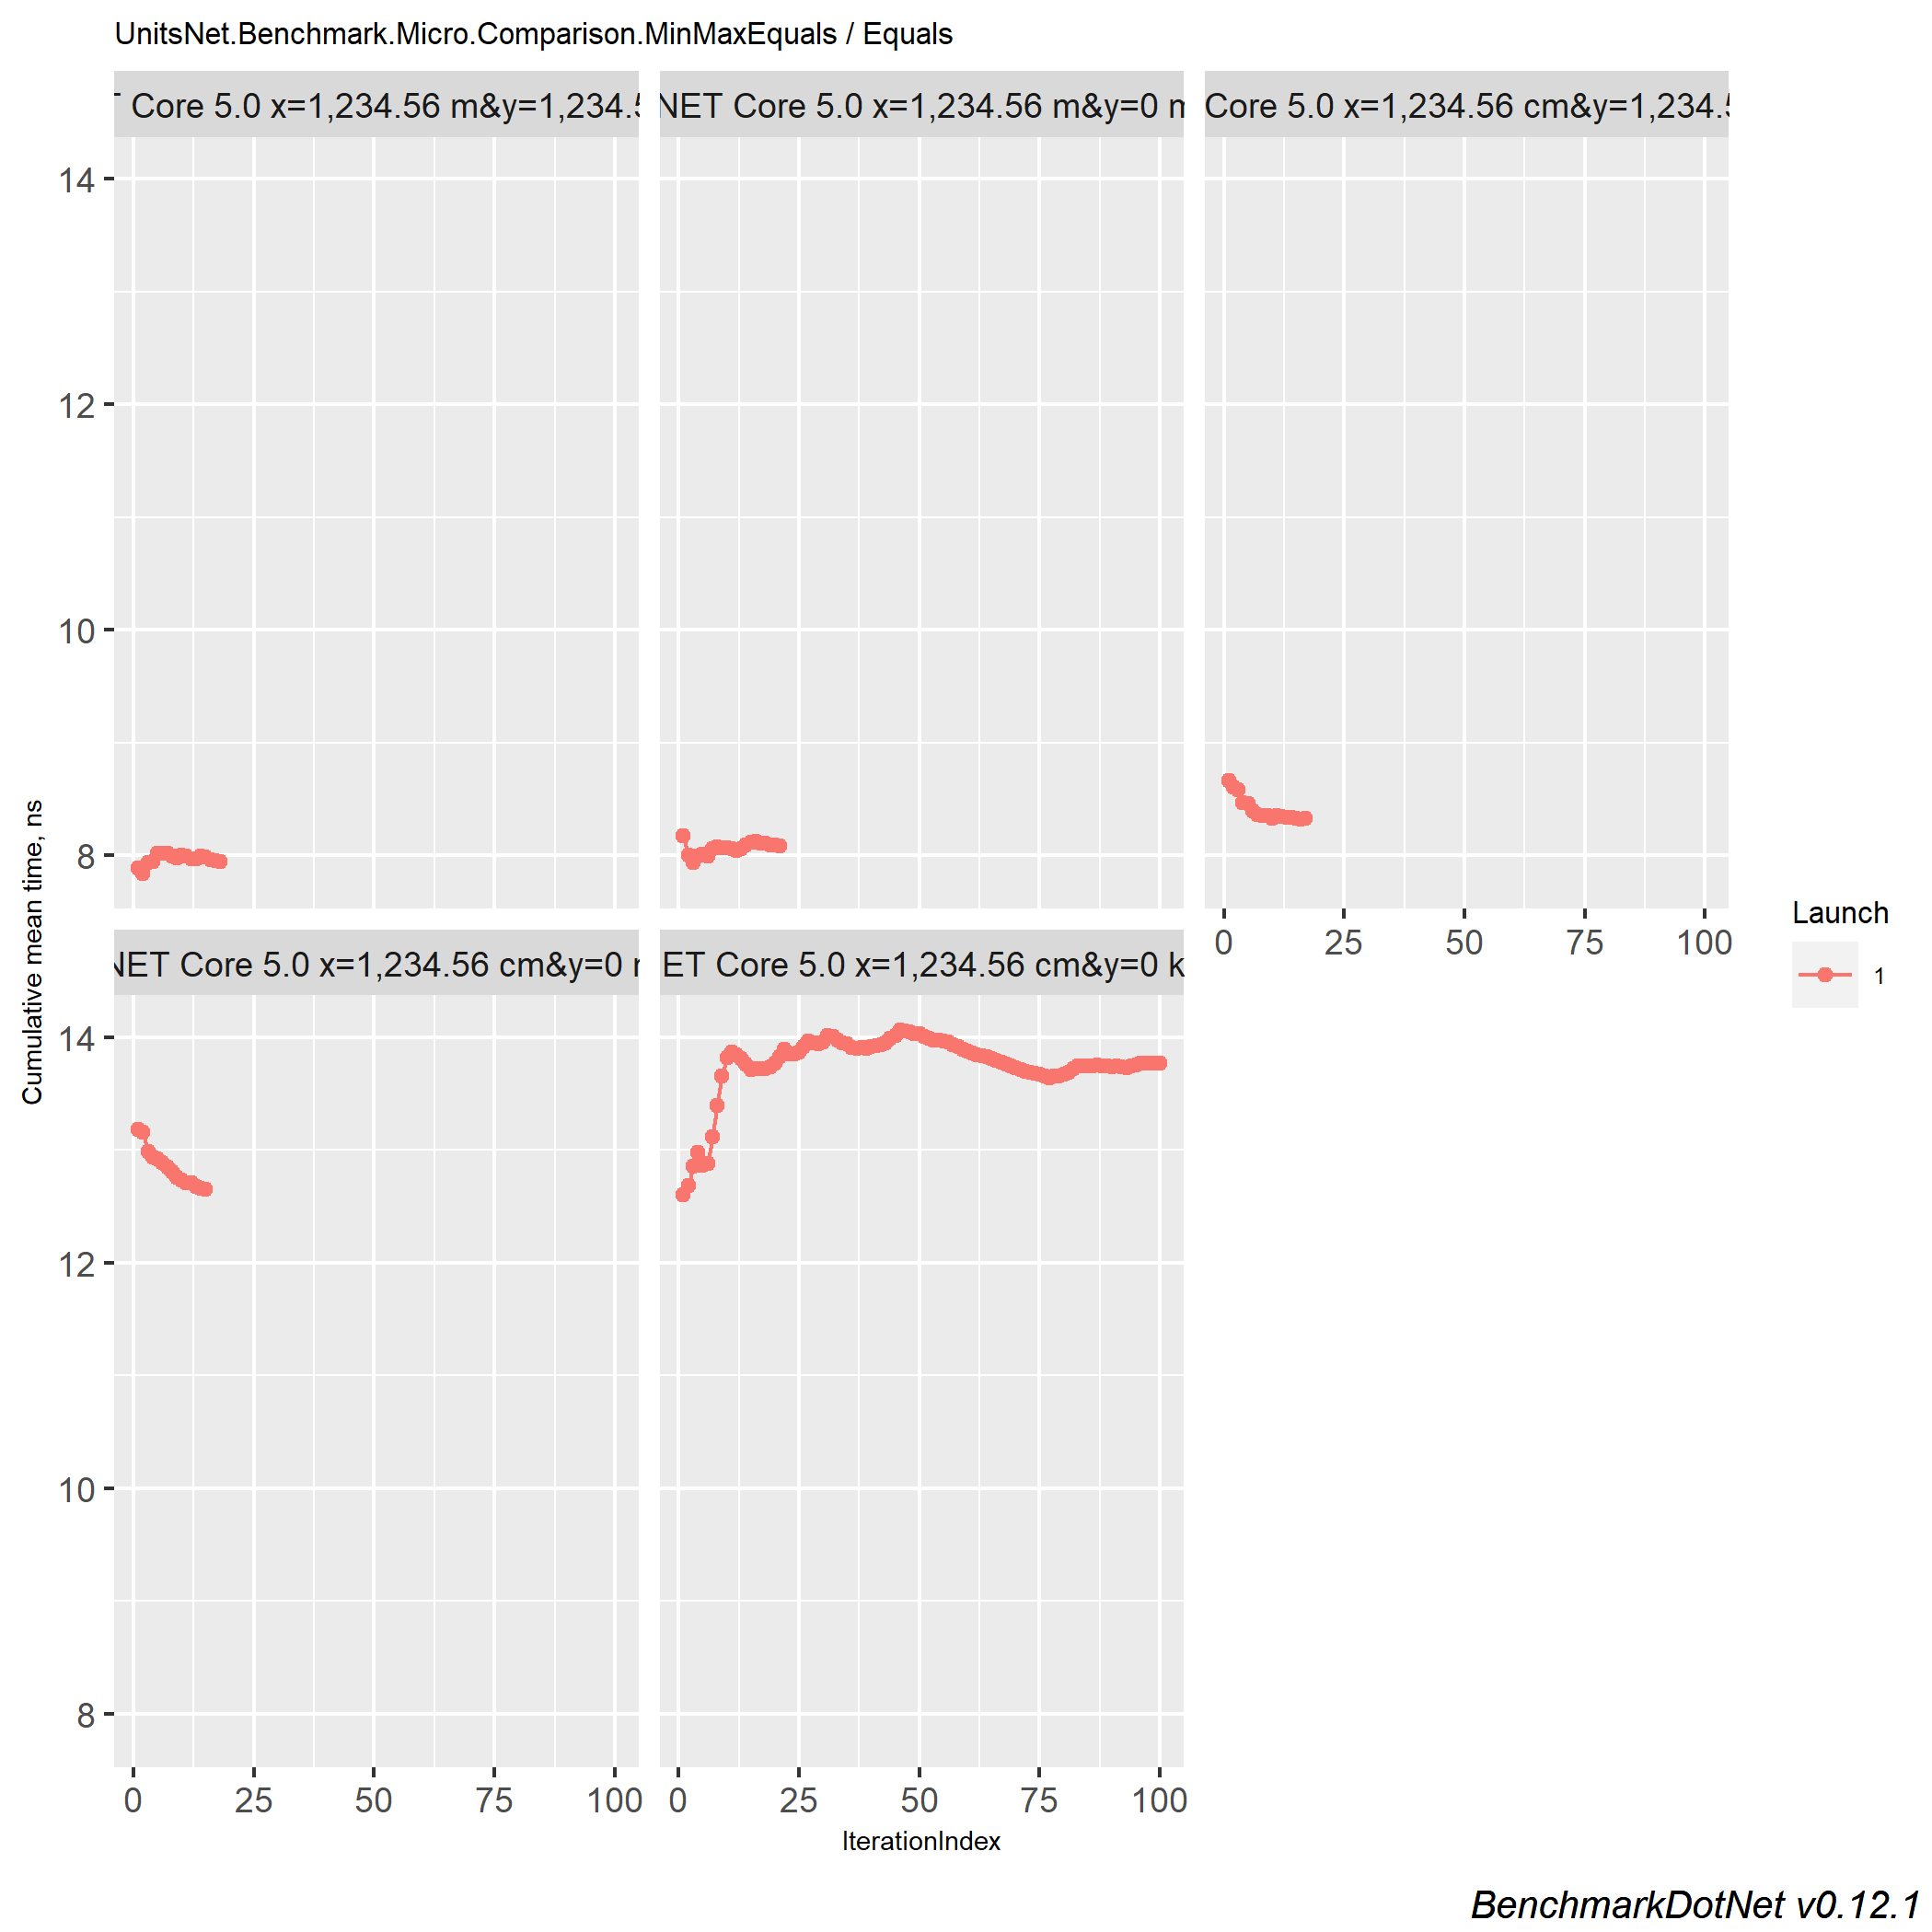 UnitsNet.Benchmark.Micro.Comparison.MinMaxEquals / Equals
Core 5.0 x=1,234.56 m&y=1,234.5
NET Core 5.0 x=1,234.56 m&y=0 m
Core 5.0 x=1,234.56 cm&y=1,234.5
14
12
10
8
0 25 50 75 100
NET Core 5.0 x=1,234.56 cm&y=0
ET Core 5.0 x=1,234.56 cm&y=0 k
14
12
10
8
0 25 50 75 100
0 25 50 75 100
Cumulative mean time, ns
IterationIndex
Launch
1
BenchmarkDotNet v0.12.1